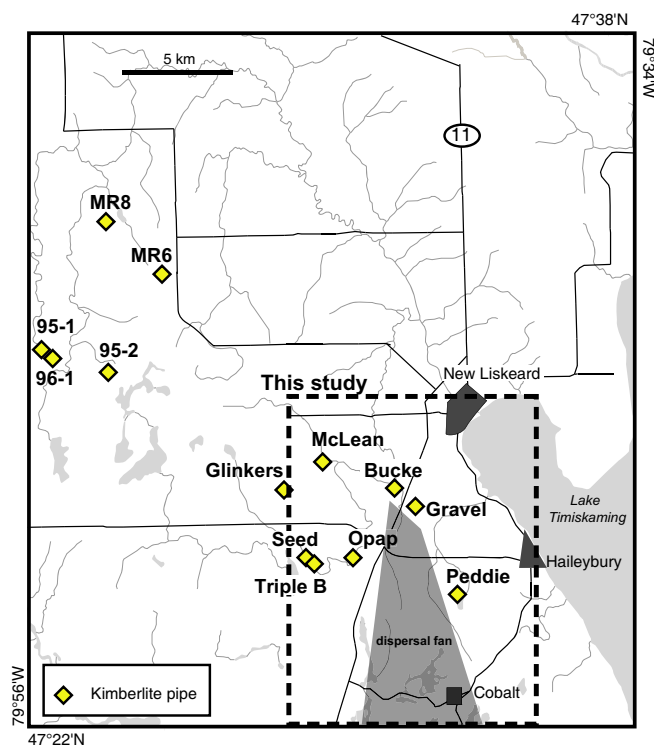 47°38'N
79°34'W
5 km
11
MR8
MR6
95-1
95-2
96-1
New Liskeard
This study
McLean
Glinkers
Bucke
Gravel
Lake
Timiskaming
Seed
Opap
Haileybury
Triple B
Peddie
dispersal fan
Kimberlite pipe
Cobalt
79°56'W
47°22'N